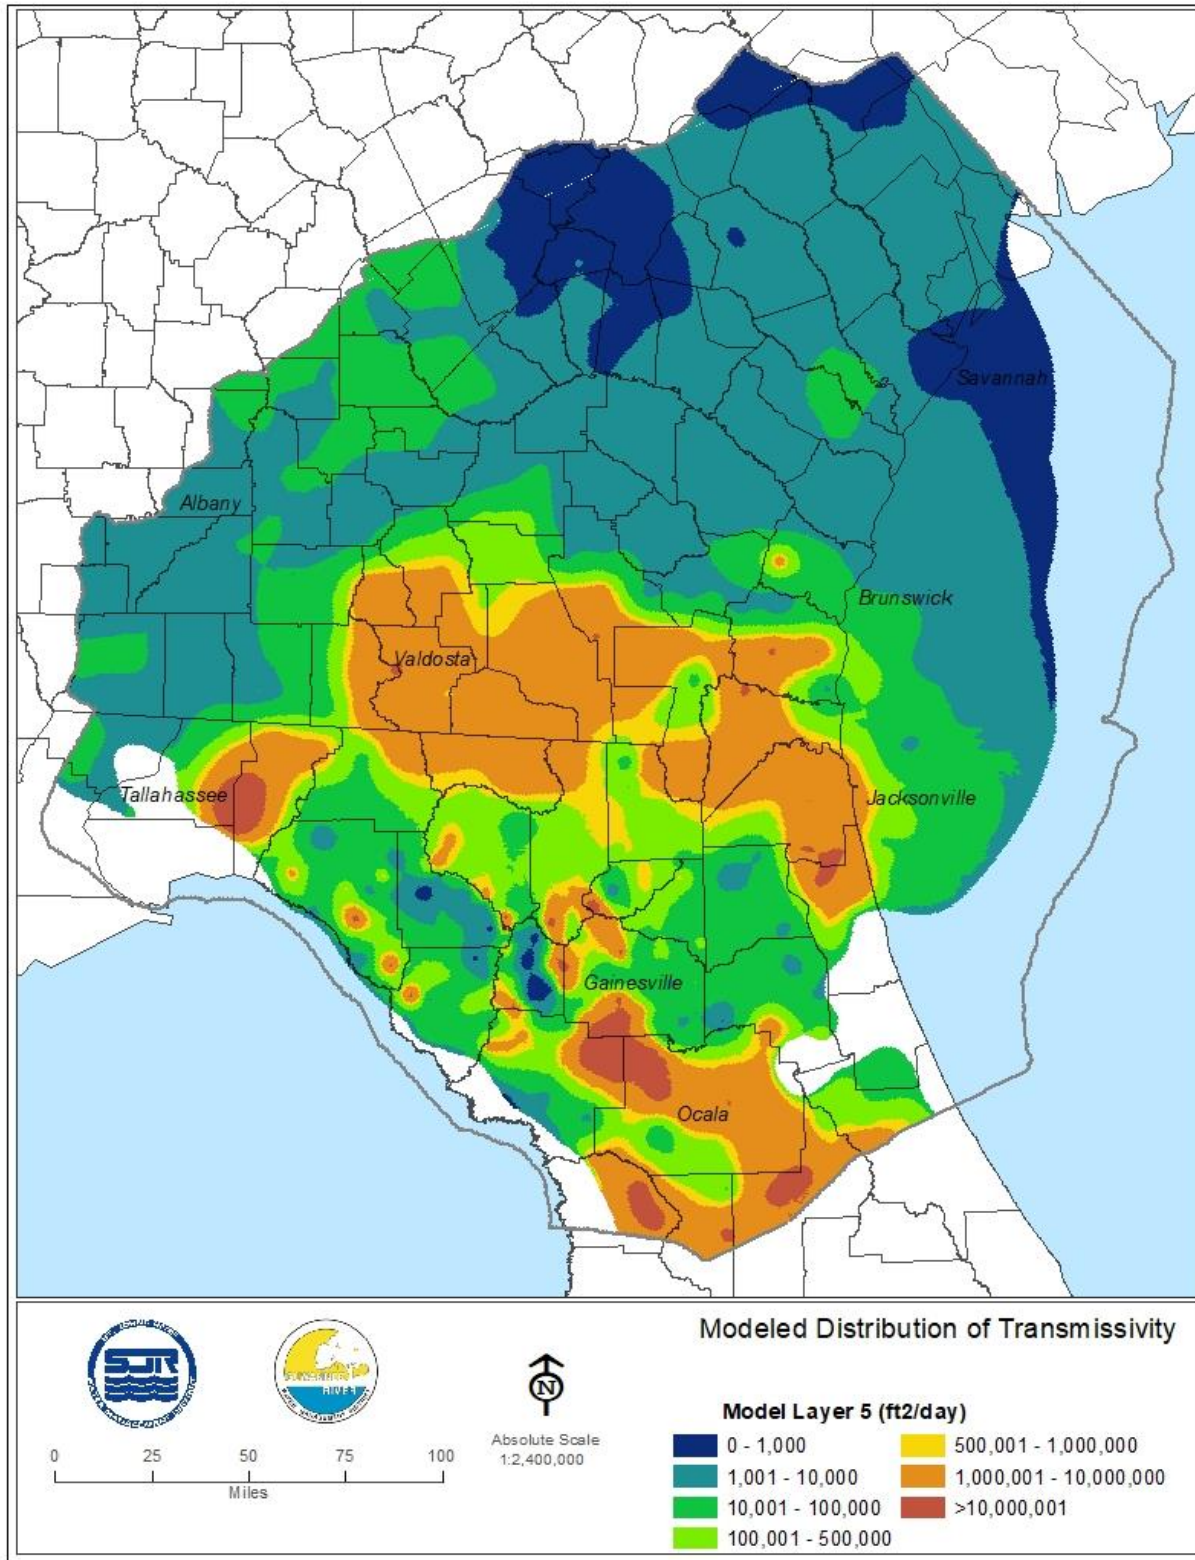 Savannah
Albany
Brunswick
Valdosta
Tallahassee
Jacksonville
Gainesville
Ocala
Modeled Distribution of Transmissivity
SJR
RIVER
N
Absolute Scale
1:2,400,000
0 25 50 75 100
Miles
Model Layer 5 (ft2/day)
0 - 1,000
1,001 - 10,000
10,001 - 100,000
100,001 - 500,000
500,001 - 1,000,000
1,000,001 - 10,000,000
>10,000,001